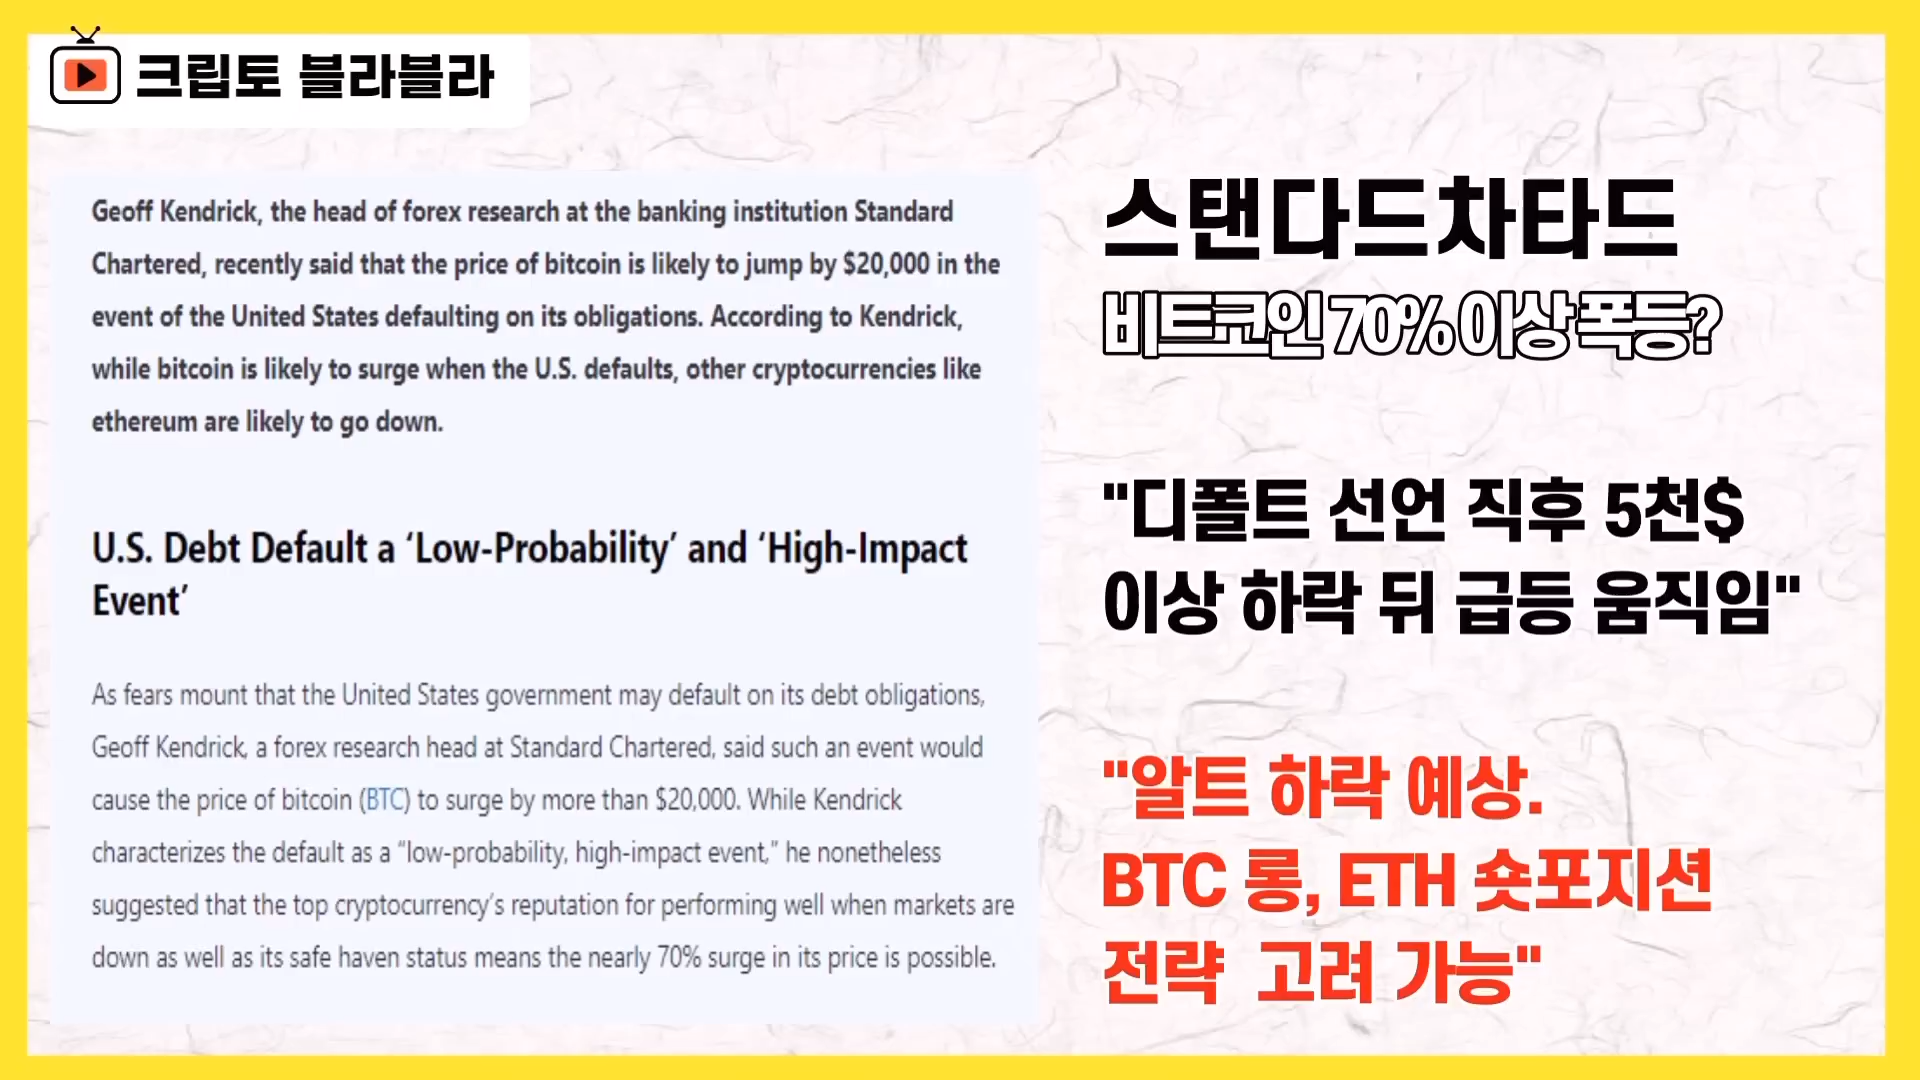 크립토 블라블라
Geoff Kendrick, the head of forex research at the banking institution Standard
Chartered, recently said that the price of bitcoin is likely to jump by $20,000 in the
event of the United States defaulting on its obligations. According to Kendrick,
while bitcoin is likely to surge when the U.S. defaults, other cryptocurrencies like
ethereum are likely to go down.
U.S. Debt Default a ‘Low-Probability’ and ‘High-Impact
Event’
As fears mount that the United States government may default on its debt obligations,
Geoff Kendrick, a forex research head at Standard Chartered, said such an event would
cause the price of bitcoin (BTC) to surge by more than $20,000. While Kendrick
characterizes the default as a “low-probability, high-impact event,” he nonetheless
suggested that the top cryptocurrency’s reputation for performing well when markets are
down as well as its safe haven status means the nearly 70% surge in its price is possible.
스탠다드차타드
비트코인 70% 이상 폭등?
"디폴트 선언 직후 5천$
이상 하락 뒤 급등 움직임"
"알트 하락 예상.
BTC 롱, ETH 숏포지션
전략 고려 가능"